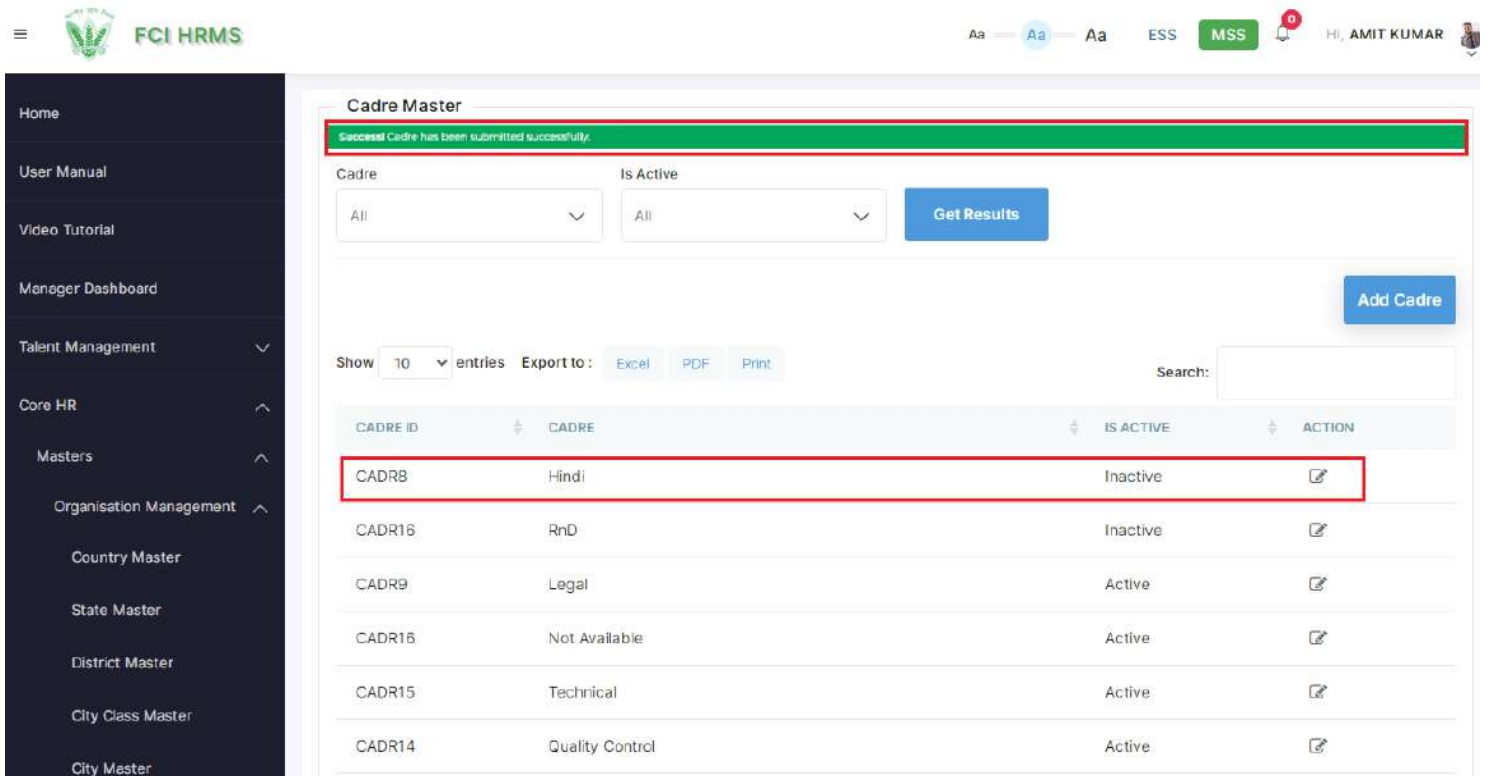 FCI HRMS
Aa Aa Aa ESS MSS 0 Hi, AMIT KUMAR
Home
User Manual
Video Tutorial
Manager Dashboard
Talent Management
Core HR
Masters
Organisation Management
Country Master
State Master
District Master
City Class Master
City Master
Cadre Master
Success! Cadre has been submitted successfully.
Cadre Is Active
All All Get Results
Add Cadre
Show 10 entries Export to : Excel PDF Print Search:
CADRE ID CADRE IS ACTIVE ACTION
CADR8 Hindi Inactive
CADR16 RnD Inactive
CADR9 Legal Active
CADR16 Not Available Active
CADR15 Technical Active
CADR14 Quality Control Active